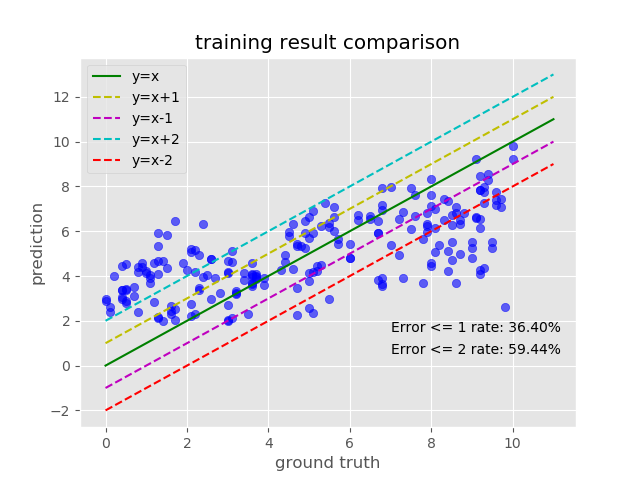 training result comparison
y=x
y=x+1
y=x-1
y=x+2
y=x-2
12
10
8
6
4
2
0
−2
prediction
Error <= 1 rate: 36.40%
Error <= 2 rate: 59.44%
0 2 4 6 8 10
ground truth